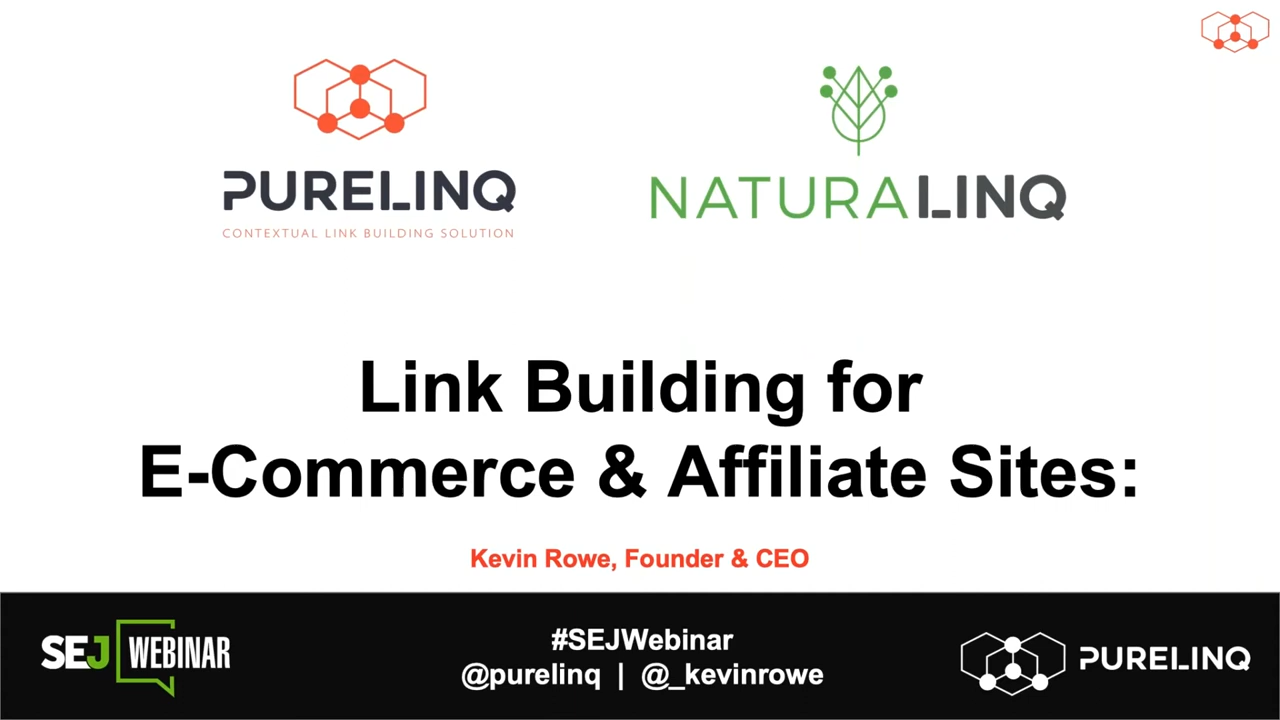 PURELINQ
CONTEXTUAL LINK BUILDING SOLUTION
NATURALINQ
Link Building for
E-Commerce & Affiliate Sites:
Kevin Rowe, Founder & CEO
SEJ WEBINAR
#SEJWebinar
@purelinq | @_kevinrowe
PURELINQ